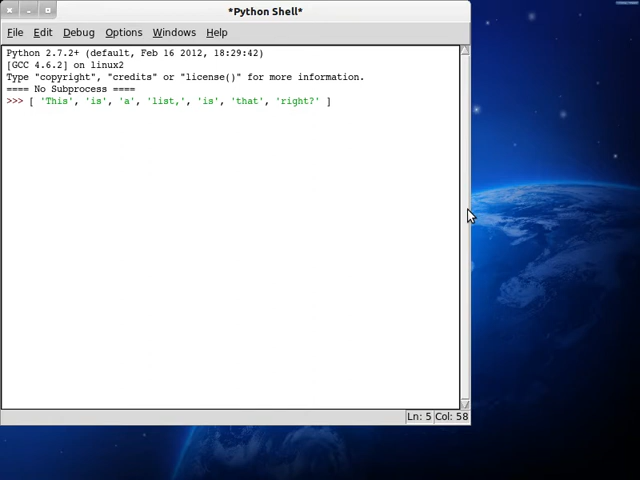 *Python Shell*
File Edit Debug Options Windows Help
Python 2.7.2+ (default, Feb 16 2012, 18:29:42)
[GCC 4.6.2] on linux2
Type "copyright", "credits" or "license()" for more information.
==== No Subprocess ====
>>> [ 'This', 'is', 'a', 'list,', 'is', 'that', 'right?' ]
Ln: 5 Col: 58